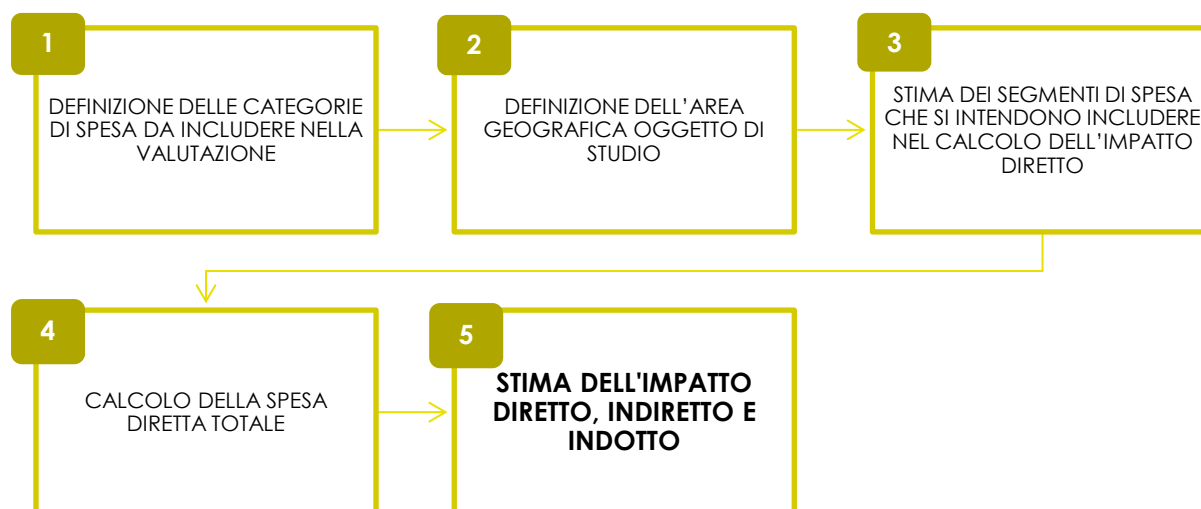 1
DEFINIZIONE DELLE CATEGORIE
DI SPESA DA INCLUDERE NELLA
VALUTAZIONE
2
DEFINIZIONE DELL’AREA
GEOGRAFICA OGGETTO DI
STUDIO
3
STIMA DEI SEGMENTI DI SPESA
CHE SI INTENDONO INCLUDERE
NEL CALCOLO DELL’IMPATTO
DIRETTO
4
CALCOLO DELLA SPESA
DIRETTA TOTALE
5
STIMA DELL'IMPATTO
DIRETTO, INDIRETTO E
INDOTTO